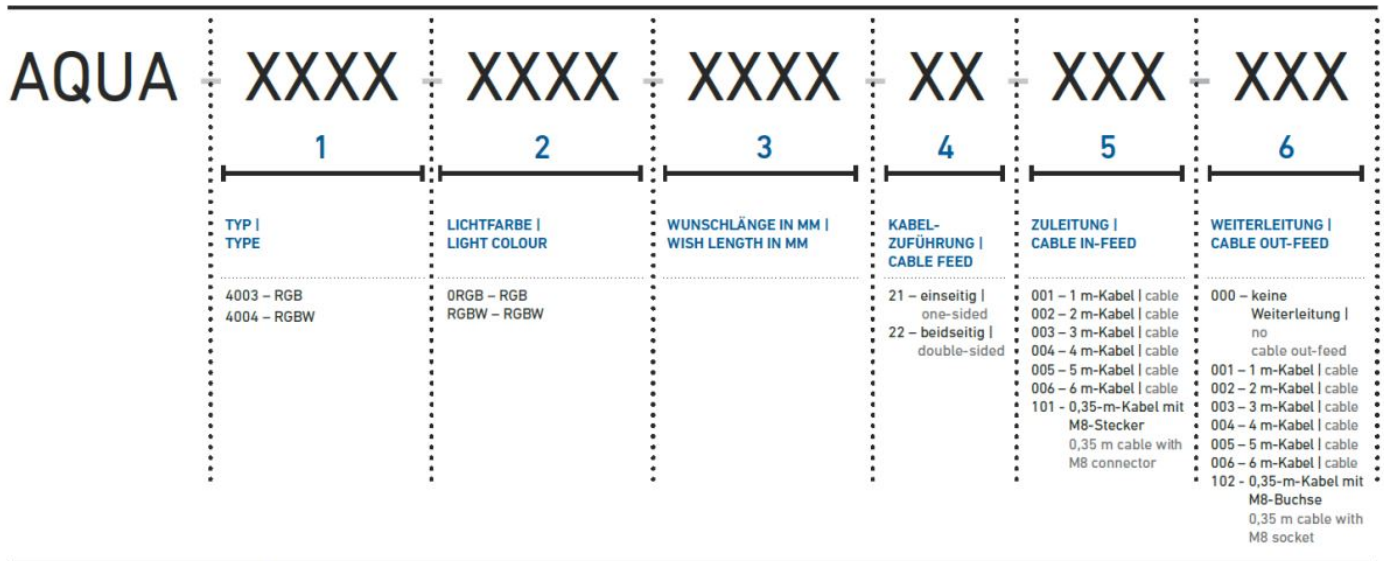 AQUA - XXXX - XXXX - XXXX - XX - XXX - XXX
1 2 3 4 5 6
TYP |
TYPE
LICHTFARBE |
LIGHT COLOUR
WUNSCHLÄNGE IN MM |
WISH LENGTH IN MM
KABEL-
ZUFÜHRUNG |
CABLE FEED
ZULEITUNG |
CABLE IN-FEED
WEITERLEITUNG |
CABLE OUT-FEED
4003 – RGB
4004 – RGBW
0RGB – RGB
RGBW – RGBW
21 – einseitig |
one-sided
22 – beidseitig |
double-sided
001 – 1 m-Kabel | cable
002 – 2 m-Kabel | cable
003 – 3 m-Kabel | cable
004 – 4 m-Kabel | cable
005 – 5 m-Kabel | cable
006 – 6 m-Kabel | cable
101 - 0,35-m-Kabel mit
M8-Stecker
0,35 m cable with
M8 connector
000 – keine
Weiterleitung |
no
cable out-feed
001 – 1 m-Kabel | cable
002 – 2 m-Kabel | cable
003 – 3 m-Kabel | cable
004 – 4 m-Kabel | cable
005 – 5 m-Kabel | cable
006 – 6 m-Kabel | cable
102 - 0,35-m-Kabel mit
M8-Buchse
0,35 m cable with
M8 socket